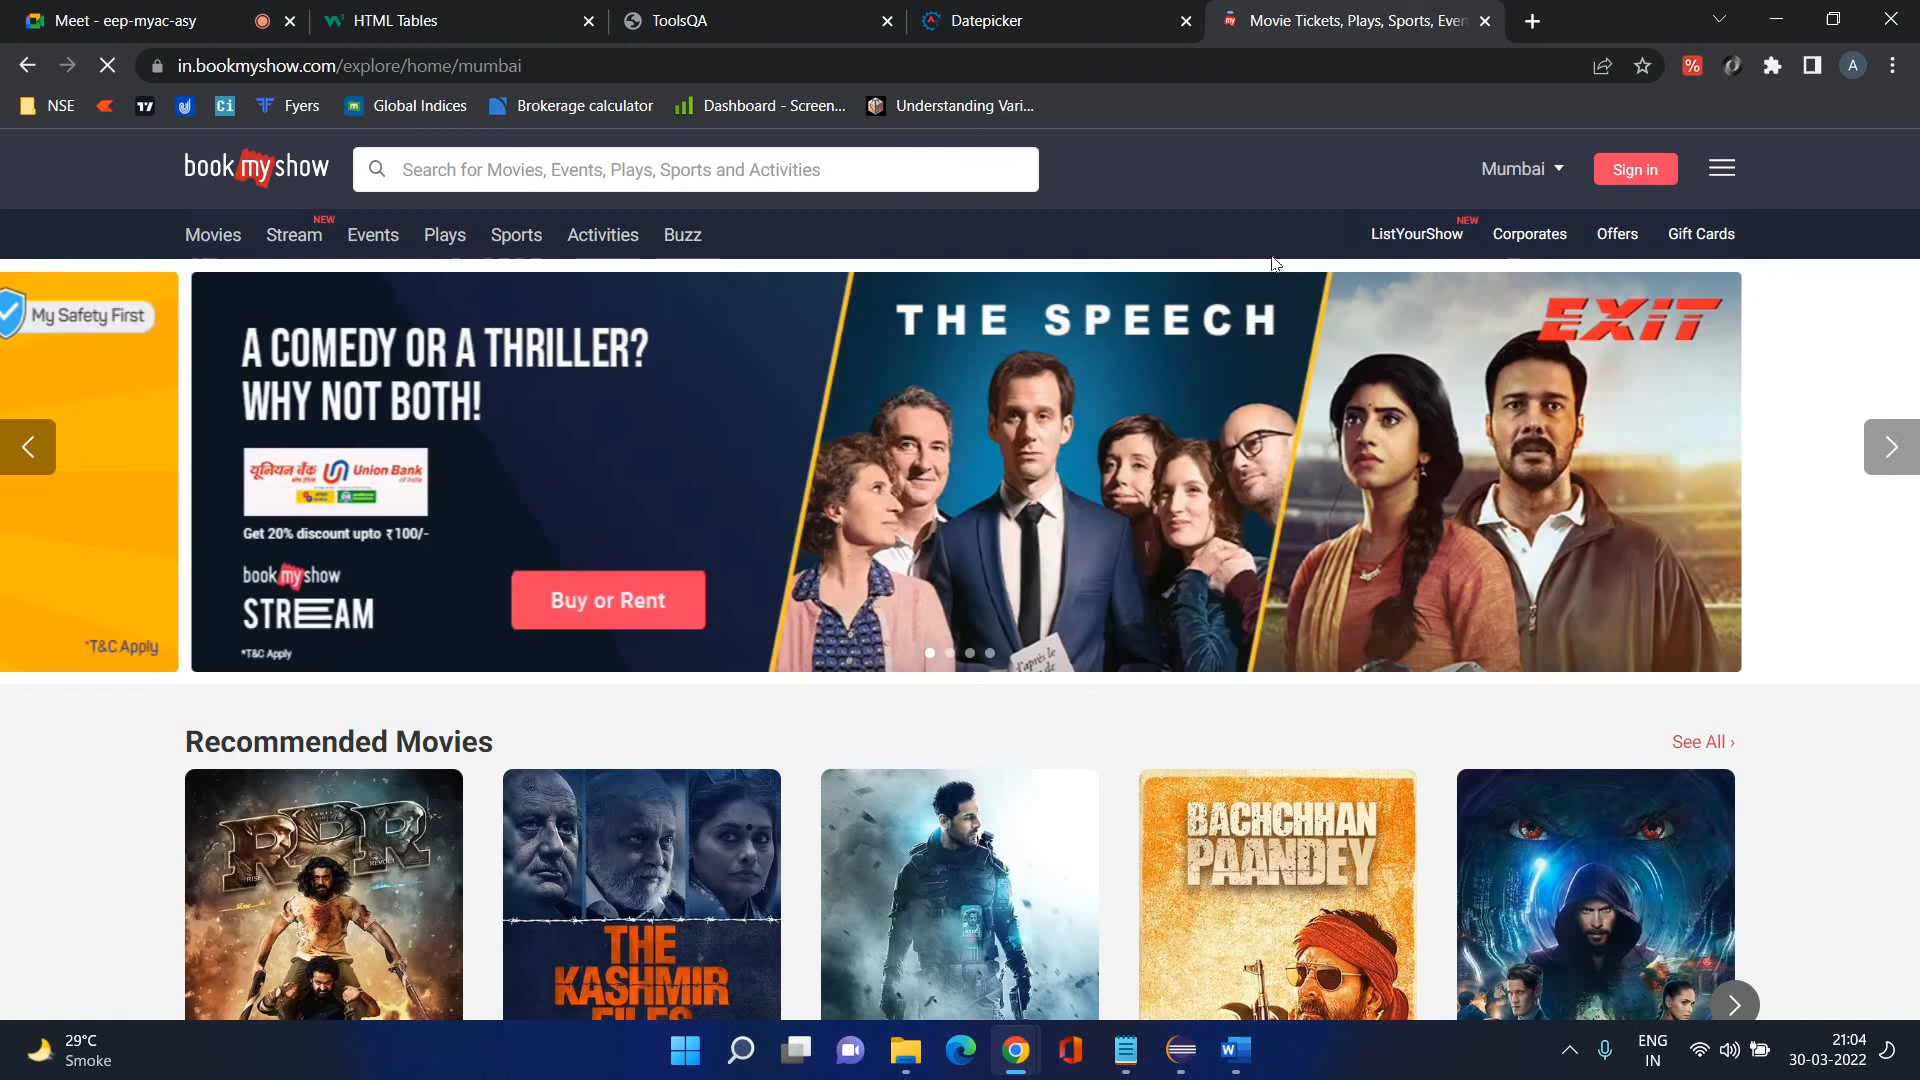 Meet - eep-myac-asy
HTML Tables
ToolsQA
Datepicker
Movie Tickets, Plays, Sports, Even
in.bookmyshow.com/explore/home/mumbai
A
NSE
Ci
Fyers
Global Indices
Brokerage calculator
Dashboard - Screen...
Understanding Vari...
book my show
Search for Movies, Events, Plays, Sports and Activities
Mumbai
Sign in
Movies
Stream
NEW
Events
Plays
Sports
Activities
Buzz
ListYourShow
NEW
Corporates
Offers
Gift Cards
My Safety First
*T&C Apply
A COMEDY OR A THRILLER?
WHY NOT BOTH!
यूनियन बैंक
Union Bank
of India
Get 20% discount upto ₹100/-
book my show
STREAM
Buy or Rent
*T&C Apply
THE SPEECH
EXIT
Recommended Movies
See All ›
RRR
THE
KASHMIR
FILES
BACHCHHAN
PAANDEY
29°C
Smoke
ENG
IN
21:04
30-03-2022